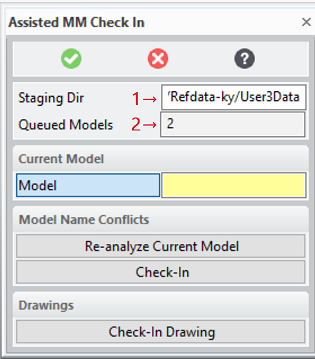 Assisted MM Check In
Staging Dir 1→ /Refdata-ky/User3Data
Queued Models 2→ 2
Current Model
Model
Model Name Conflicts
Re-analyze Current Model
Check-In
Drawings
Check-In Drawing